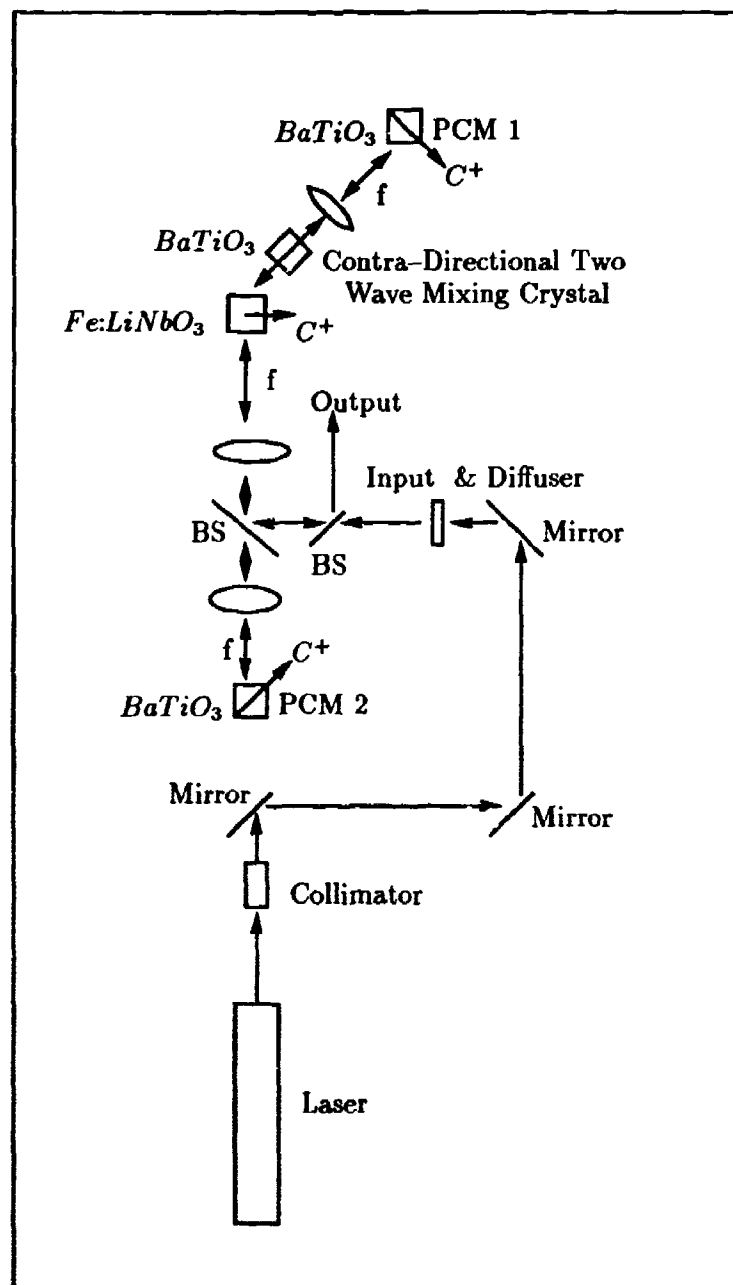 BaTiO₃ PCM 1
C⁺
f
BaTiO₃
Contra–Directional Two
Wave Mixing Crystal
Fe:LiNbO₃
C⁺
f
Output
Input & Diffuser
BS
BS
Mirror
f
C⁺
BaTiO₃ PCM 2
Mirror
Mirror
Collimator
Laser